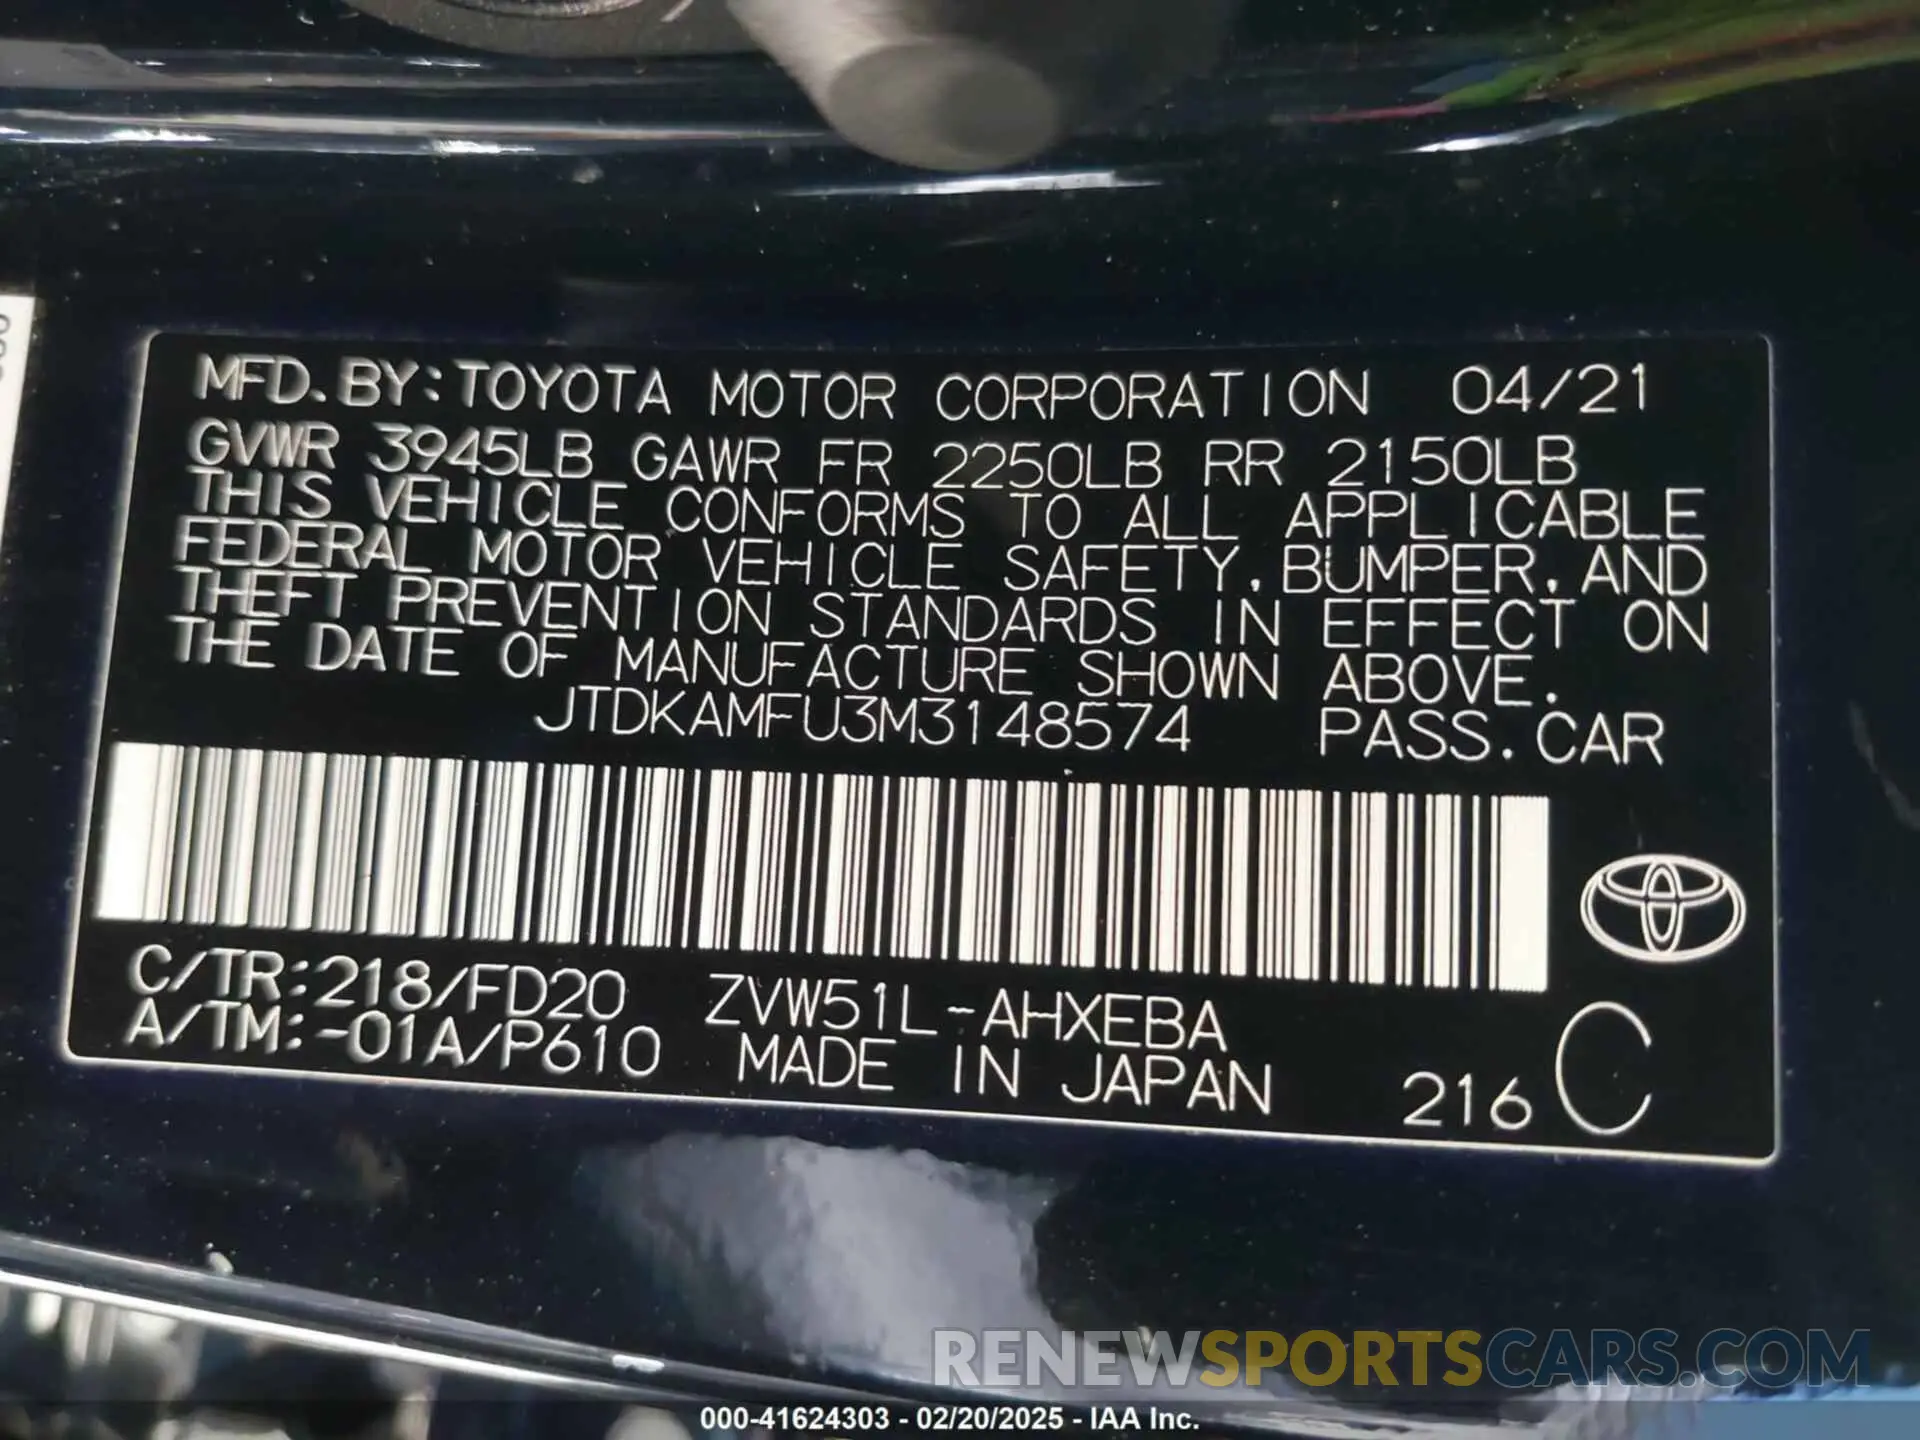 MFD.BY:TOYOTA MOTOR CORPORATION 04/21
GVWR 3945LB GAWR FR 2250LB RR 2150LB
THIS VEHICLE CONFORMS TO ALL APPLICABLE
FEDERAL MOTOR VEHICLE SAFETY,BUMPER,AND
THEFT PREVENTION STANDARDS IN EFFECT ON
THE DATE OF MANUFACTURE SHOWN ABOVE.
JTDKAMFU3M3148574 PASS.CAR
C/TR:218/FD20 ZVW51L-AHXEBA
A/TM:-01A/P610 MADE IN JAPAN 216 C
RENEWSPORTSCARS.COM
000-41624303 - 02/20/2025 - IAA Inc.